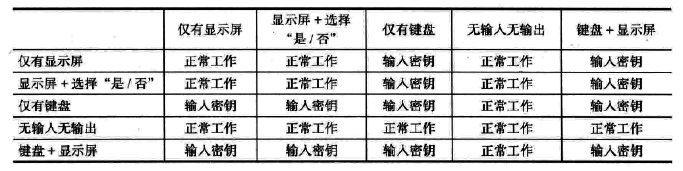 仅有显示屏 显示屏+选择“是/否” 仅有键盘 无输入无输出 键盘+显示屏
仅有显示屏 正常工作 正常工作 输入密钥 正常工作 输入密钥
显示屏+选择“是/否” 正常工作 正常工作 输入密钥 正常工作 输入密钥
仅有键盘 输入密钥 输入密钥 输入密钥 正常工作 输入密钥
无输入无输出 正常工作 正常工作 正常工作 正常工作 正常工作
键盘+显示屏 输入密钥 输入密钥 输入密钥 正常工作 输入密钥